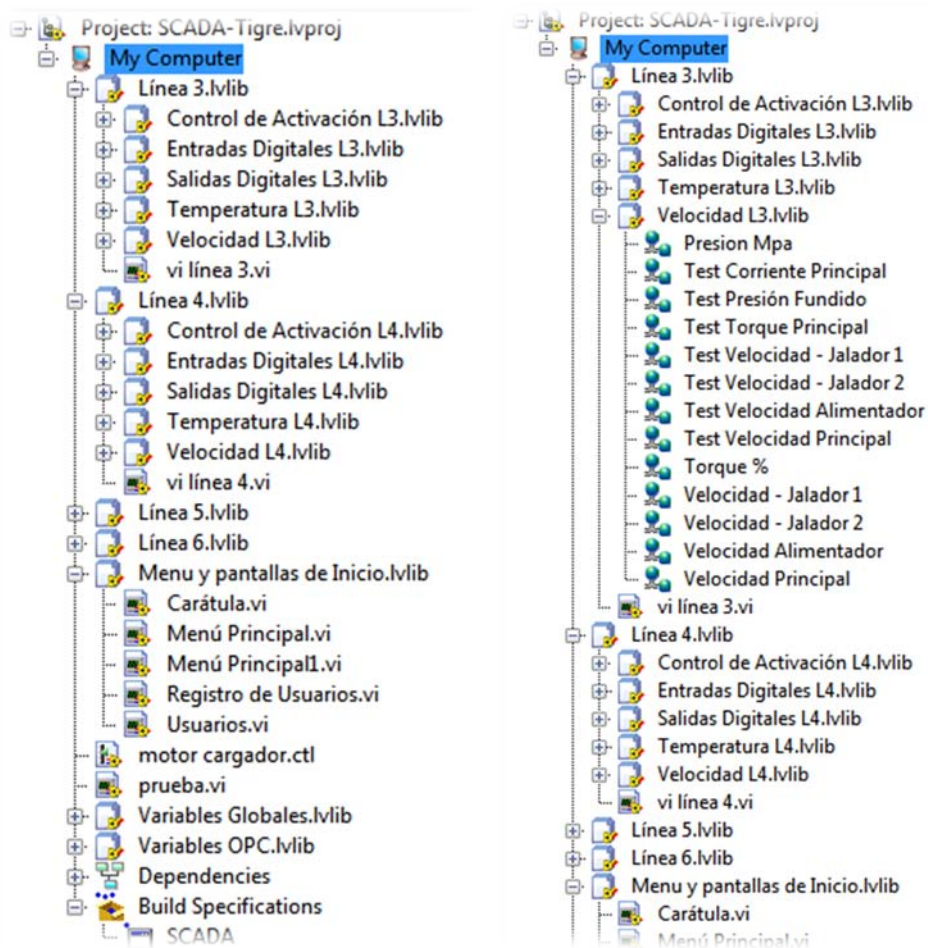 Project: SCADA-Tigre.lvproj
My Computer
Línea 3.lvlib
Control de Activación L3.lvlib
Entradas Digitales L3.lvlib
Salidas Digitales L3.lvlib
Temperatura L3.lvlib
Velocidad L3.lvlib
vi línea 3.vi
Línea 4.lvlib
Control de Activación L4.lvlib
Entradas Digitales L4.lvlib
Salidas Digitales L4.lvlib
Temperatura L4.lvlib
Velocidad L4.lvlib
vi línea 4.vi
Línea 5.lvlib
Línea 6.lvlib
Menu y pantallas de Inicio.lvlib
Carátula.vi
Menú Principal.vi
Menú Principal1.vi
Registro de Usuarios.vi
Usuarios.vi
motor cargador.ctl
prueba.vi
Variables Globales.lvlib
Variables OPC.lvlib
Dependencies
Build Specifications
SCADA
Project: SCADA-Tigre.lvproj
My Computer
Línea 3.lvlib
Control de Activación L3.lvlib
Entradas Digitales L3.lvlib
Salidas Digitales L3.lvlib
Temperatura L3.lvlib
Velocidad L3.lvlib
Presion Mpa
Test Corriente Principal
Test Presión Fundido
Test Torque Principal
Test Velocidad - Jalador 1
Test Velocidad - Jalador 2
Test Velocidad Alimentador
Test Velocidad Principal
Torque %
Velocidad - Jalador 1
Velocidad - Jalador 2
Velocidad Alimentador
Velocidad Principal
vi línea 3.vi
Línea 4.lvlib
Control de Activación L4.lvlib
Entradas Digitales L4.lvlib
Salidas Digitales L4.lvlib
Temperatura L4.lvlib
Velocidad L4.lvlib
vi línea 4.vi
Línea 5.lvlib
Línea 6.lvlib
Menu y pantallas de Inicio.lvlib
Carátula.vi
Menú Principal.vi